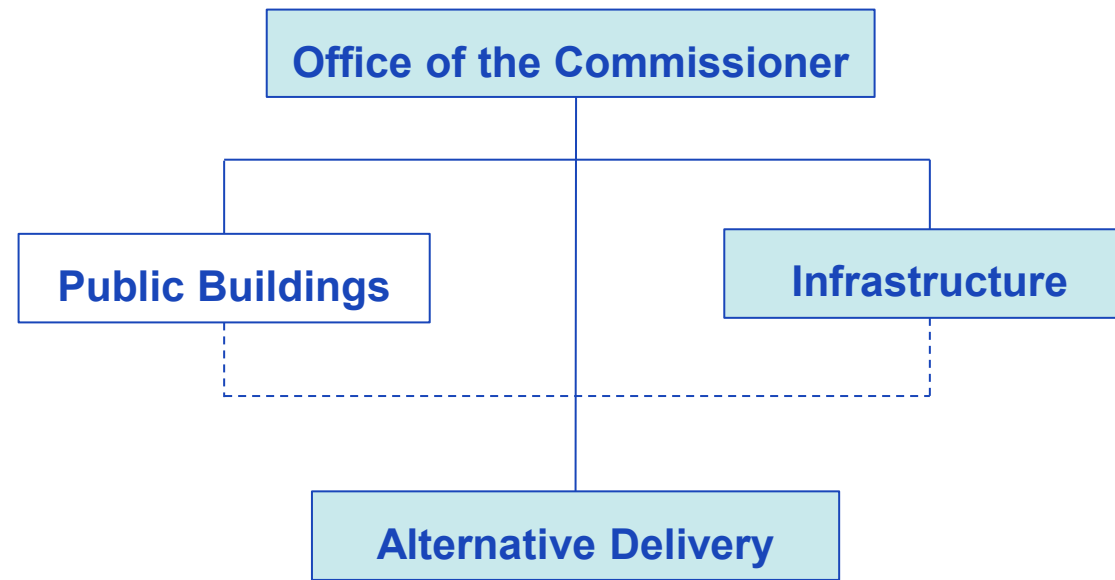 Office of the Commissioner
Public Buildings
Infrastructure
Alternative Delivery